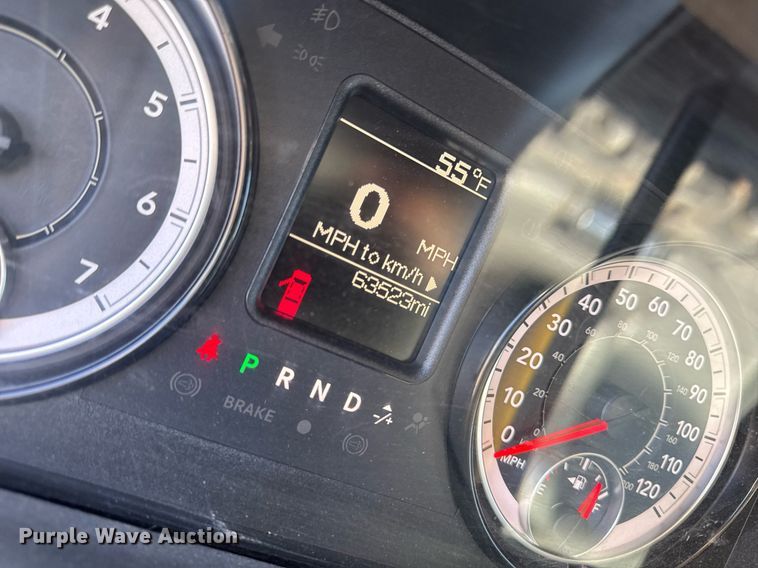 4
5
6
7
55°F
0 MPH
MPH to km/h
63523mi
P R N D -/+
BRAKE
0 10 20 30 40 50 60 70 80 90 100 120
MPH
E F
Purple Wave Auction